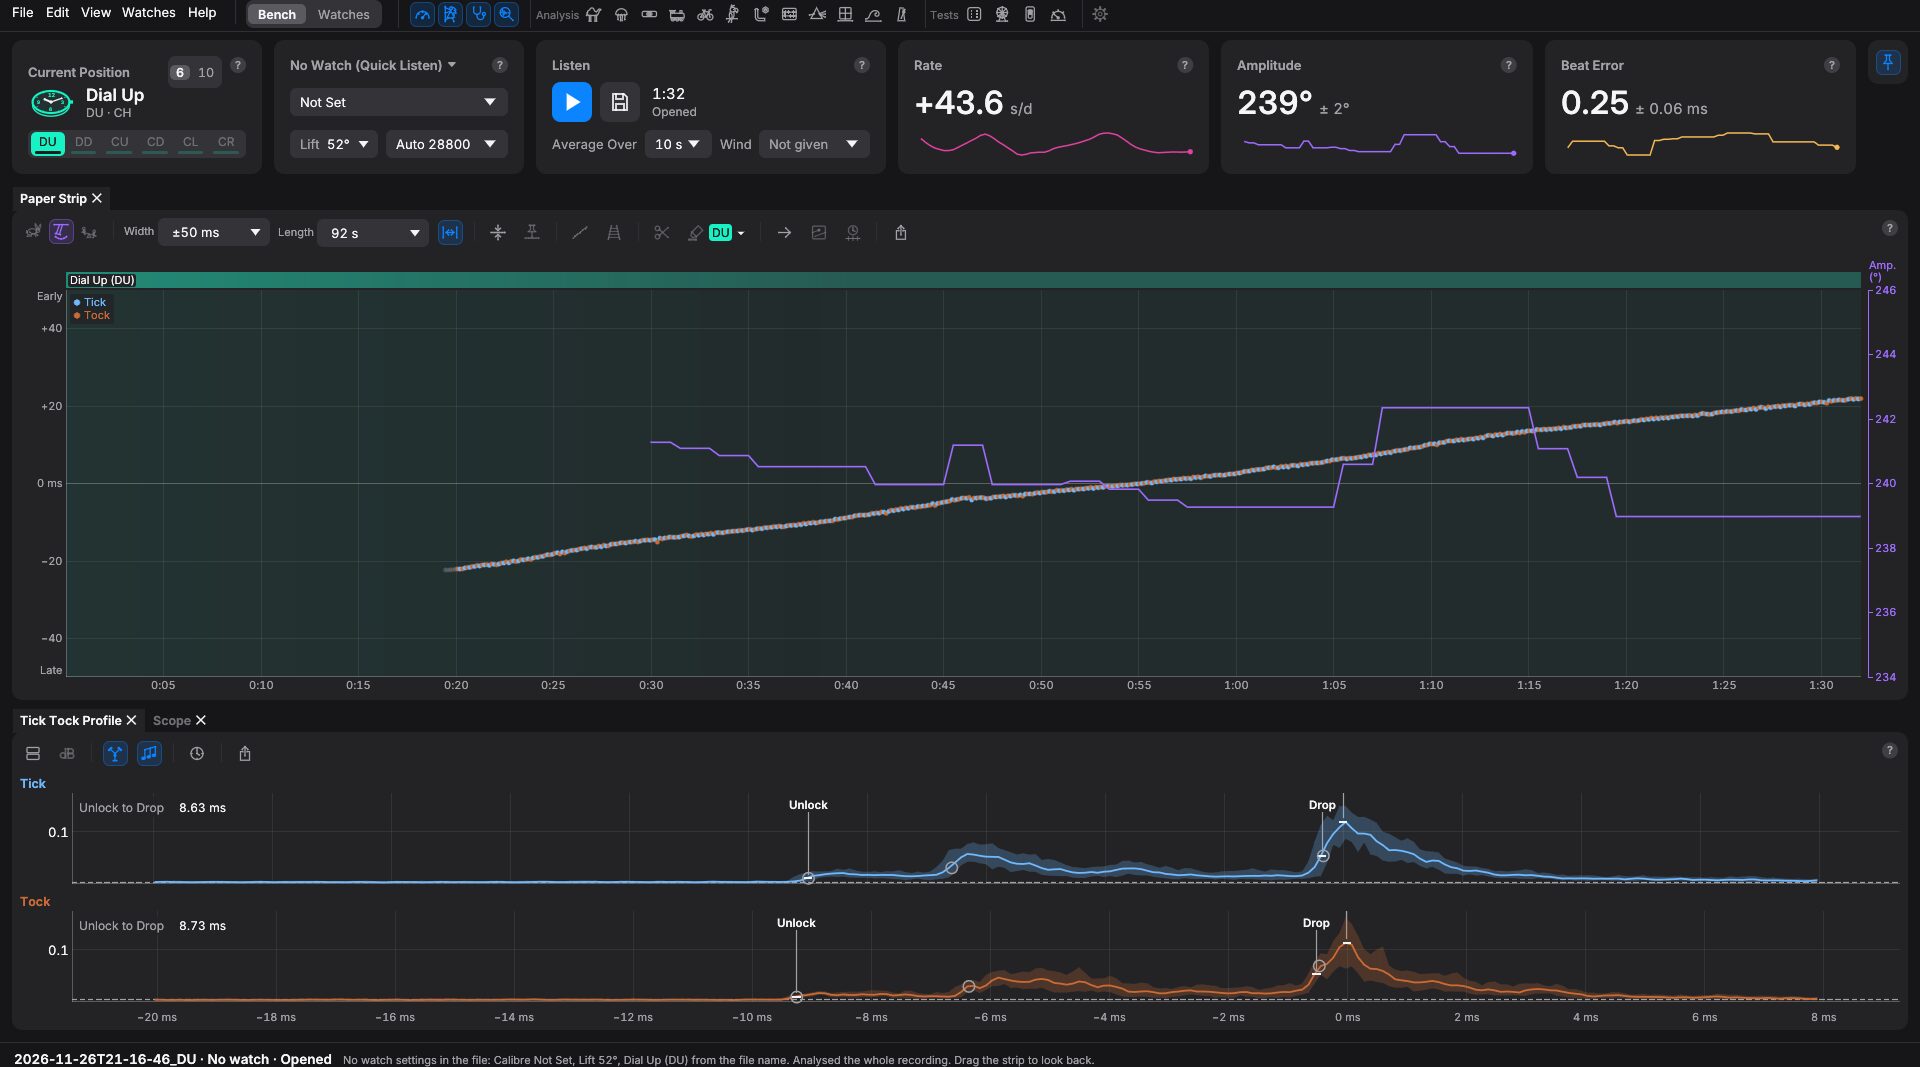 File Edit View Watches Help
Bench Watches
Analysis
Tests
Current Position
6 10
?
Dial Up
DU · CH
DU DD CU CD CL CR
No Watch (Quick Listen)
?
Not Set
Lift 52°
Auto 28800
Listen
?
1:32
Opened
Average Over 10 s Wind Not given
Rate
?
+43.6 s/d
Amplitude
?
239° ± 2°
Beat Error
?
0.25 ± 0.06 ms
Paper Strip
Width ±50 ms Length 92 s
DU
?
Dial Up (DU)
Amp.
(°)
Early
Tick
Tock
+40
+20
0 ms
−20
−40
Late
246
244
242
240
238
236
234
0:05 0:10 0:15 0:20 0:25 0:30 0:35 0:40 0:45 0:50 0:55 1:00 1:05 1:10 1:15 1:20 1:25 1:30
Tick Tock Profile Scope
dB
?
Tick
Unlock to Drop 8.63 ms
Unlock
Drop
0.1
Tock
Unlock to Drop 8.73 ms
Unlock
Drop
0.1
−20 ms −18 ms −16 ms −14 ms −12 ms −10 ms −8 ms −6 ms −4 ms −2 ms 0 ms 2 ms 4 ms 6 ms 8 ms
2026-11-26T21-16-46_DU · No watch · Opened No watch settings in the file: Calibre Not Set, Lift 52°, Dial Up (DU) from the file name. Analysed the whole recording. Drag the strip to look back.